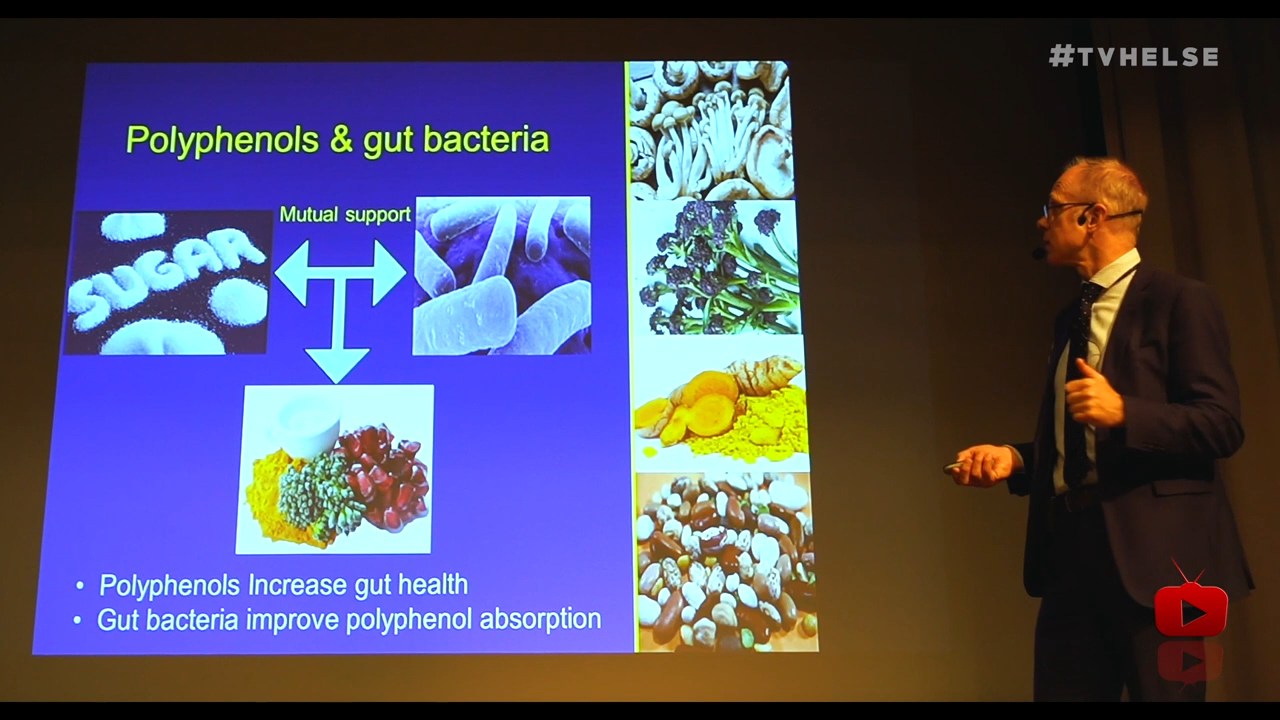 #TVHELSE
Polyphenols & gut bacteria
Mutual support
SUGAR
• Polyphenols Increase gut health
• Gut bacteria improve polyphenol absorption